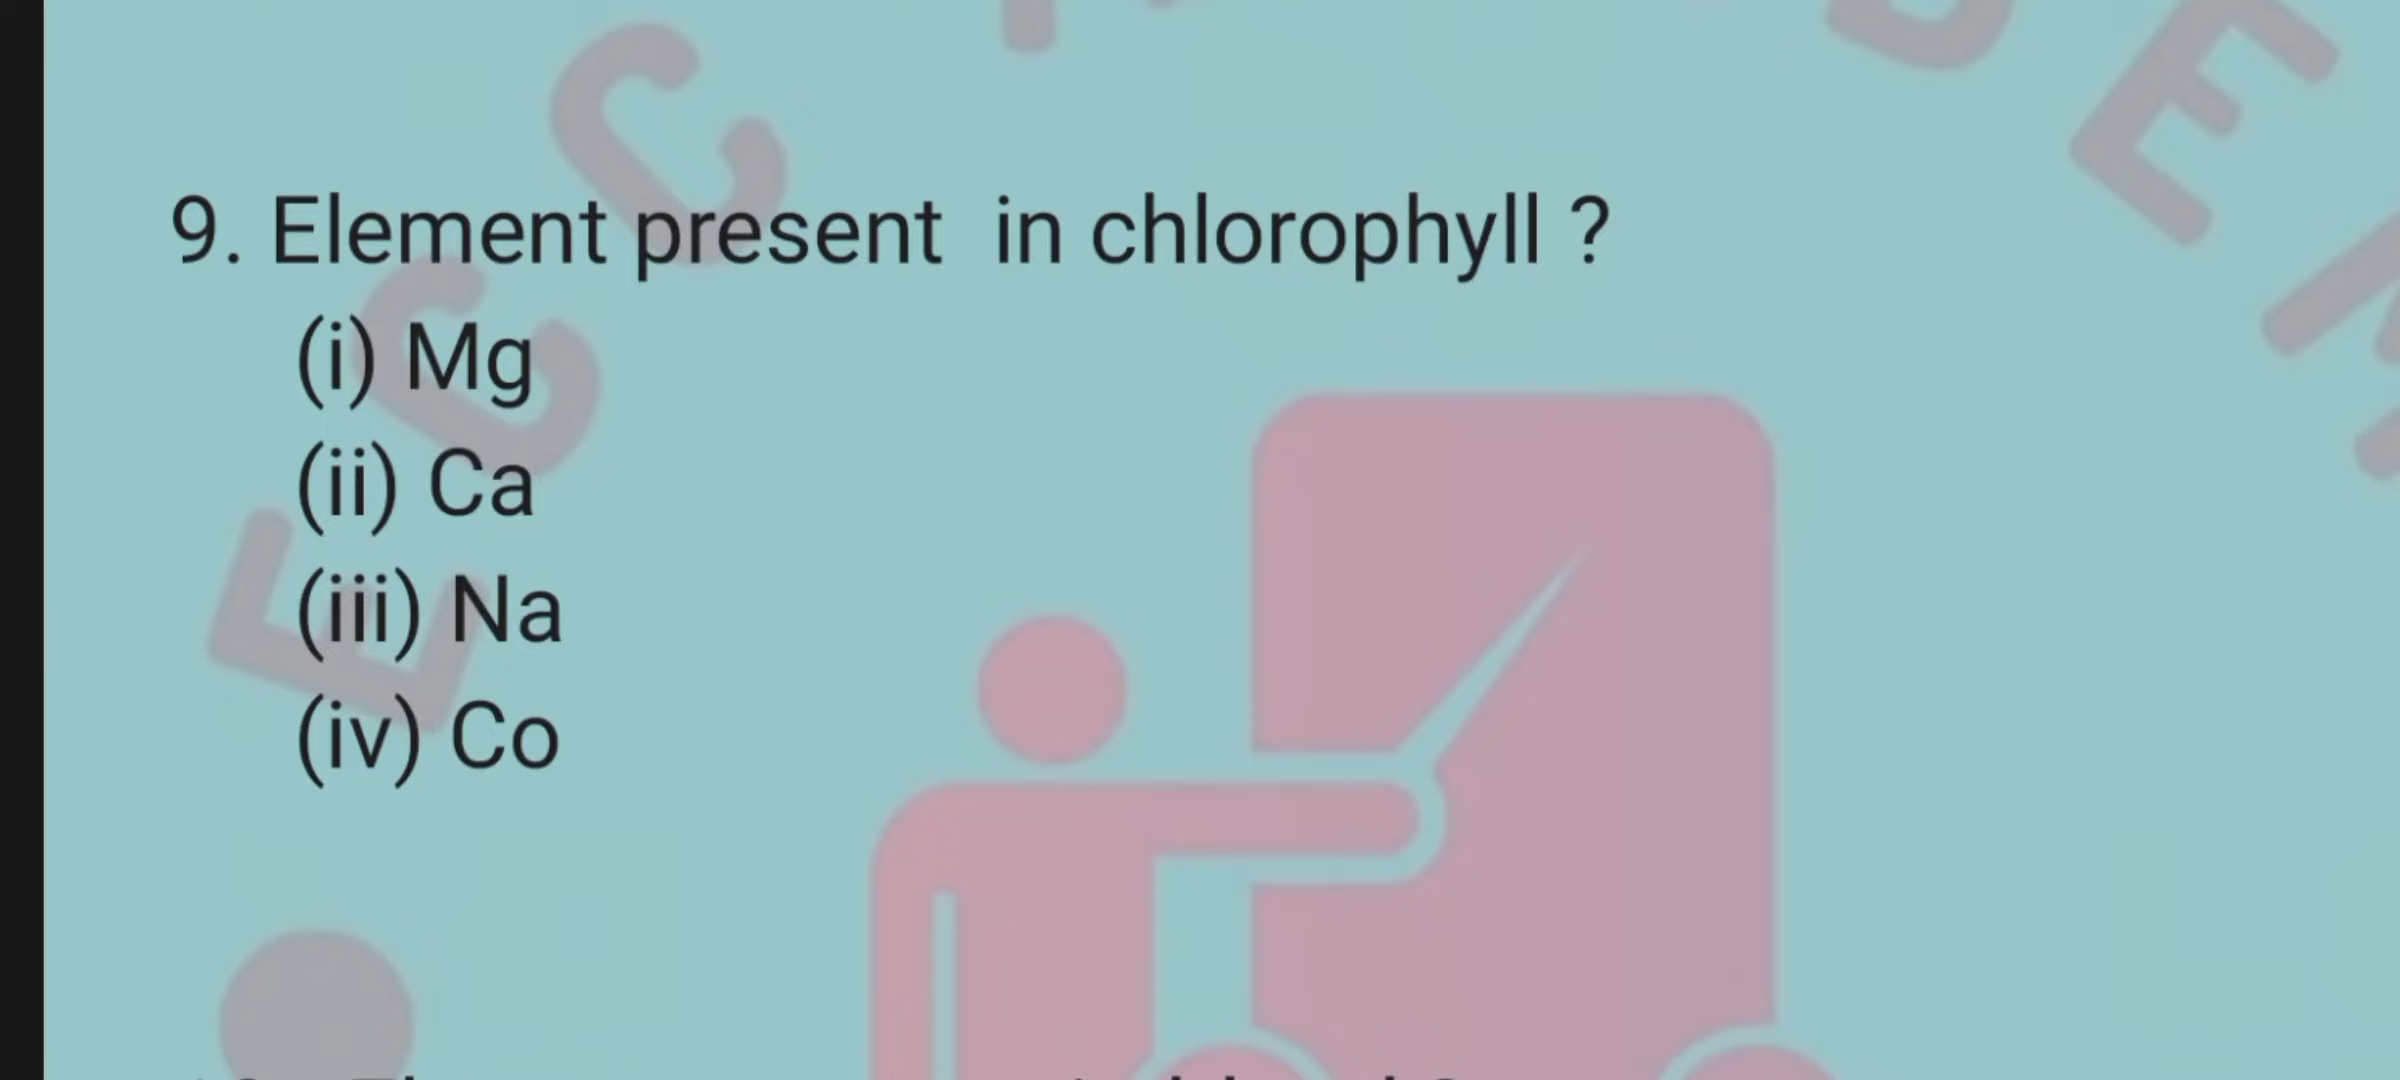 9. Element present  in chlorophyll ?
(i) Mg
(ii) Ca
(iii) Na
(iv) Co